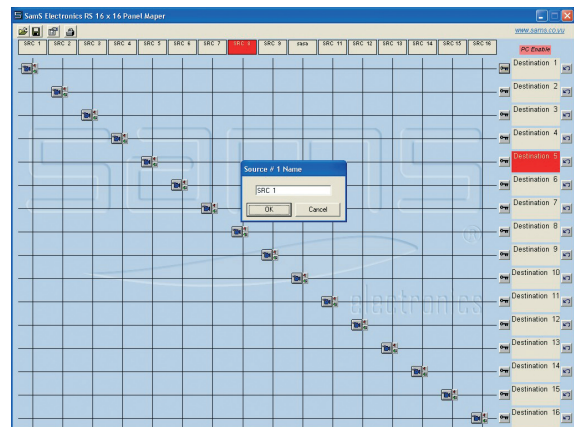 SamS Electronics RS 16 x 16 Panel Maper
www.sams.co.yu
SRC 1 SRC 2 SRC 3 SRC 4 SRC 5 SRC 6 SRC 7 SRC 8 SRC 9 sasa SRC 11 SRC 12 SRC 13 SRC 14 SRC 15 SRC 16
PC Enable
Destination 1
Destination 2
Destination 3
Destination 4
Destination 5
Destination 6
Destination 7
Destination 8
Destination 9
Destination 10
Destination 11
Destination 12
Destination 13
Destination 14
Destination 15
Destination 16
Source # 1 Name
SRC 1
OK Cancel
sams
electronics